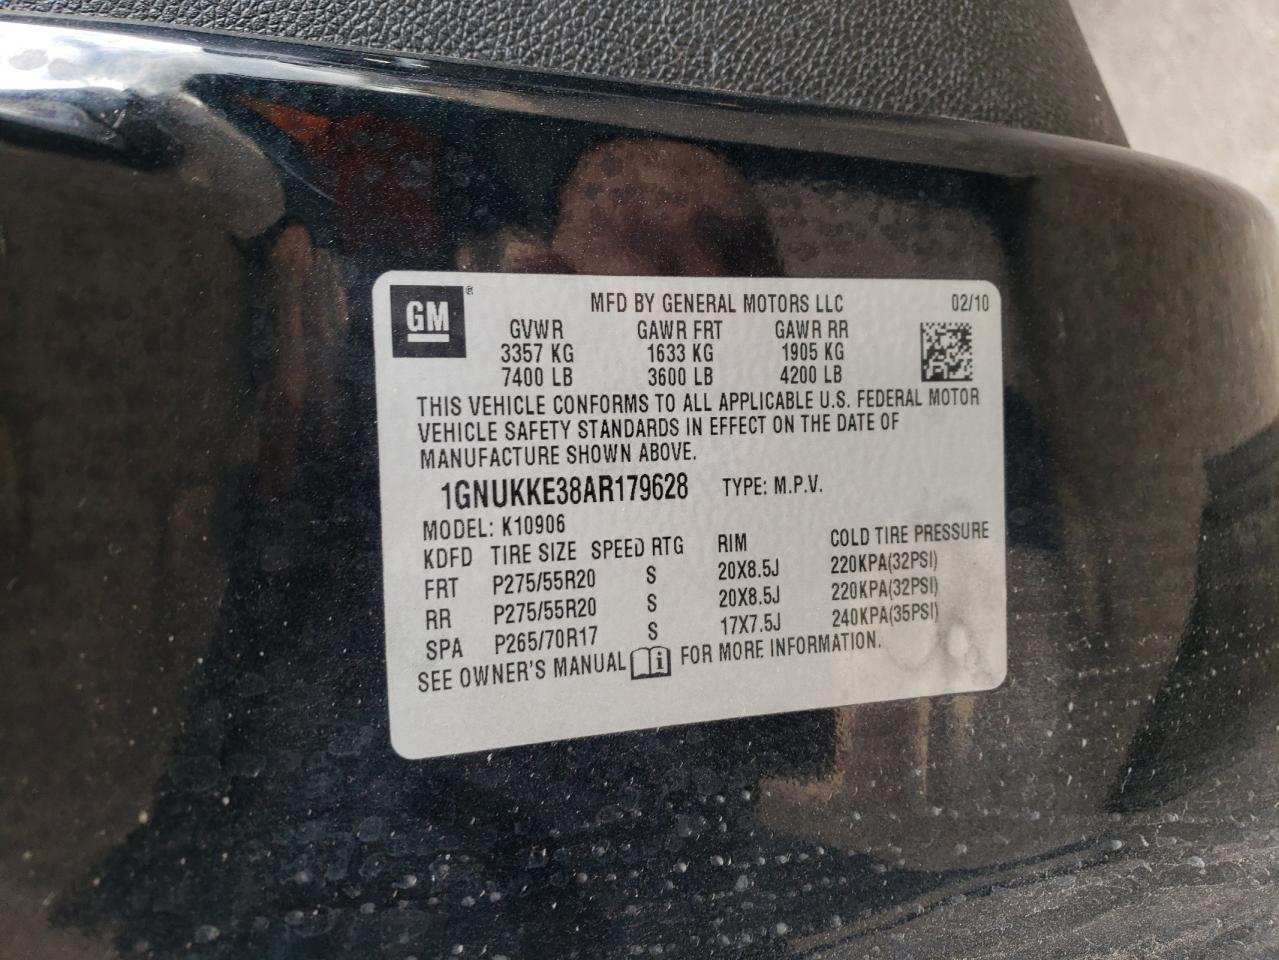 GM ®
MFD BY GENERAL MOTORS LLC 02/10
GVWR GAWR FRT GAWR RR
3357 KG 1633 KG 1905 KG
7400 LB 3600 LB 4200 LB
THIS VEHICLE CONFORMS TO ALL APPLICABLE U.S. FEDERAL MOTOR
VEHICLE SAFETY STANDARDS IN EFFECT ON THE DATE OF
MANUFACTURE SHOWN ABOVE.
1GNUKKE38AR179628 TYPE: M.P.V.
MODEL: K10906
KDFD TIRE SIZE SPEED RTG RIM COLD TIRE PRESSURE
FRT P275/55R20 S 20X8.5J 220KPA(32PSI)
RR P275/55R20 S 20X8.5J 220KPA(32PSI)
SPA P265/70R17 S 17X7.5J 240KPA(35PSI)
SEE OWNER'S MANUAL FOR MORE INFORMATION.